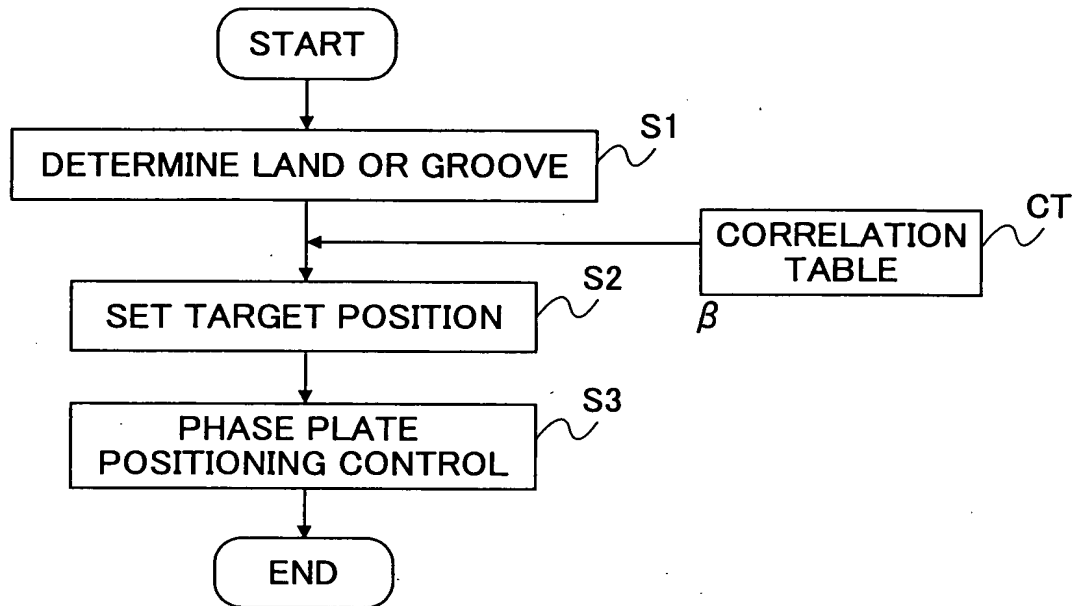 START
S1
DETERMINE LAND OR GROOVE
CT
CORRELATION
TABLE
β
S2
SET TARGET POSITION
S3
PHASE PLATE
POSITIONING CONTROL
END